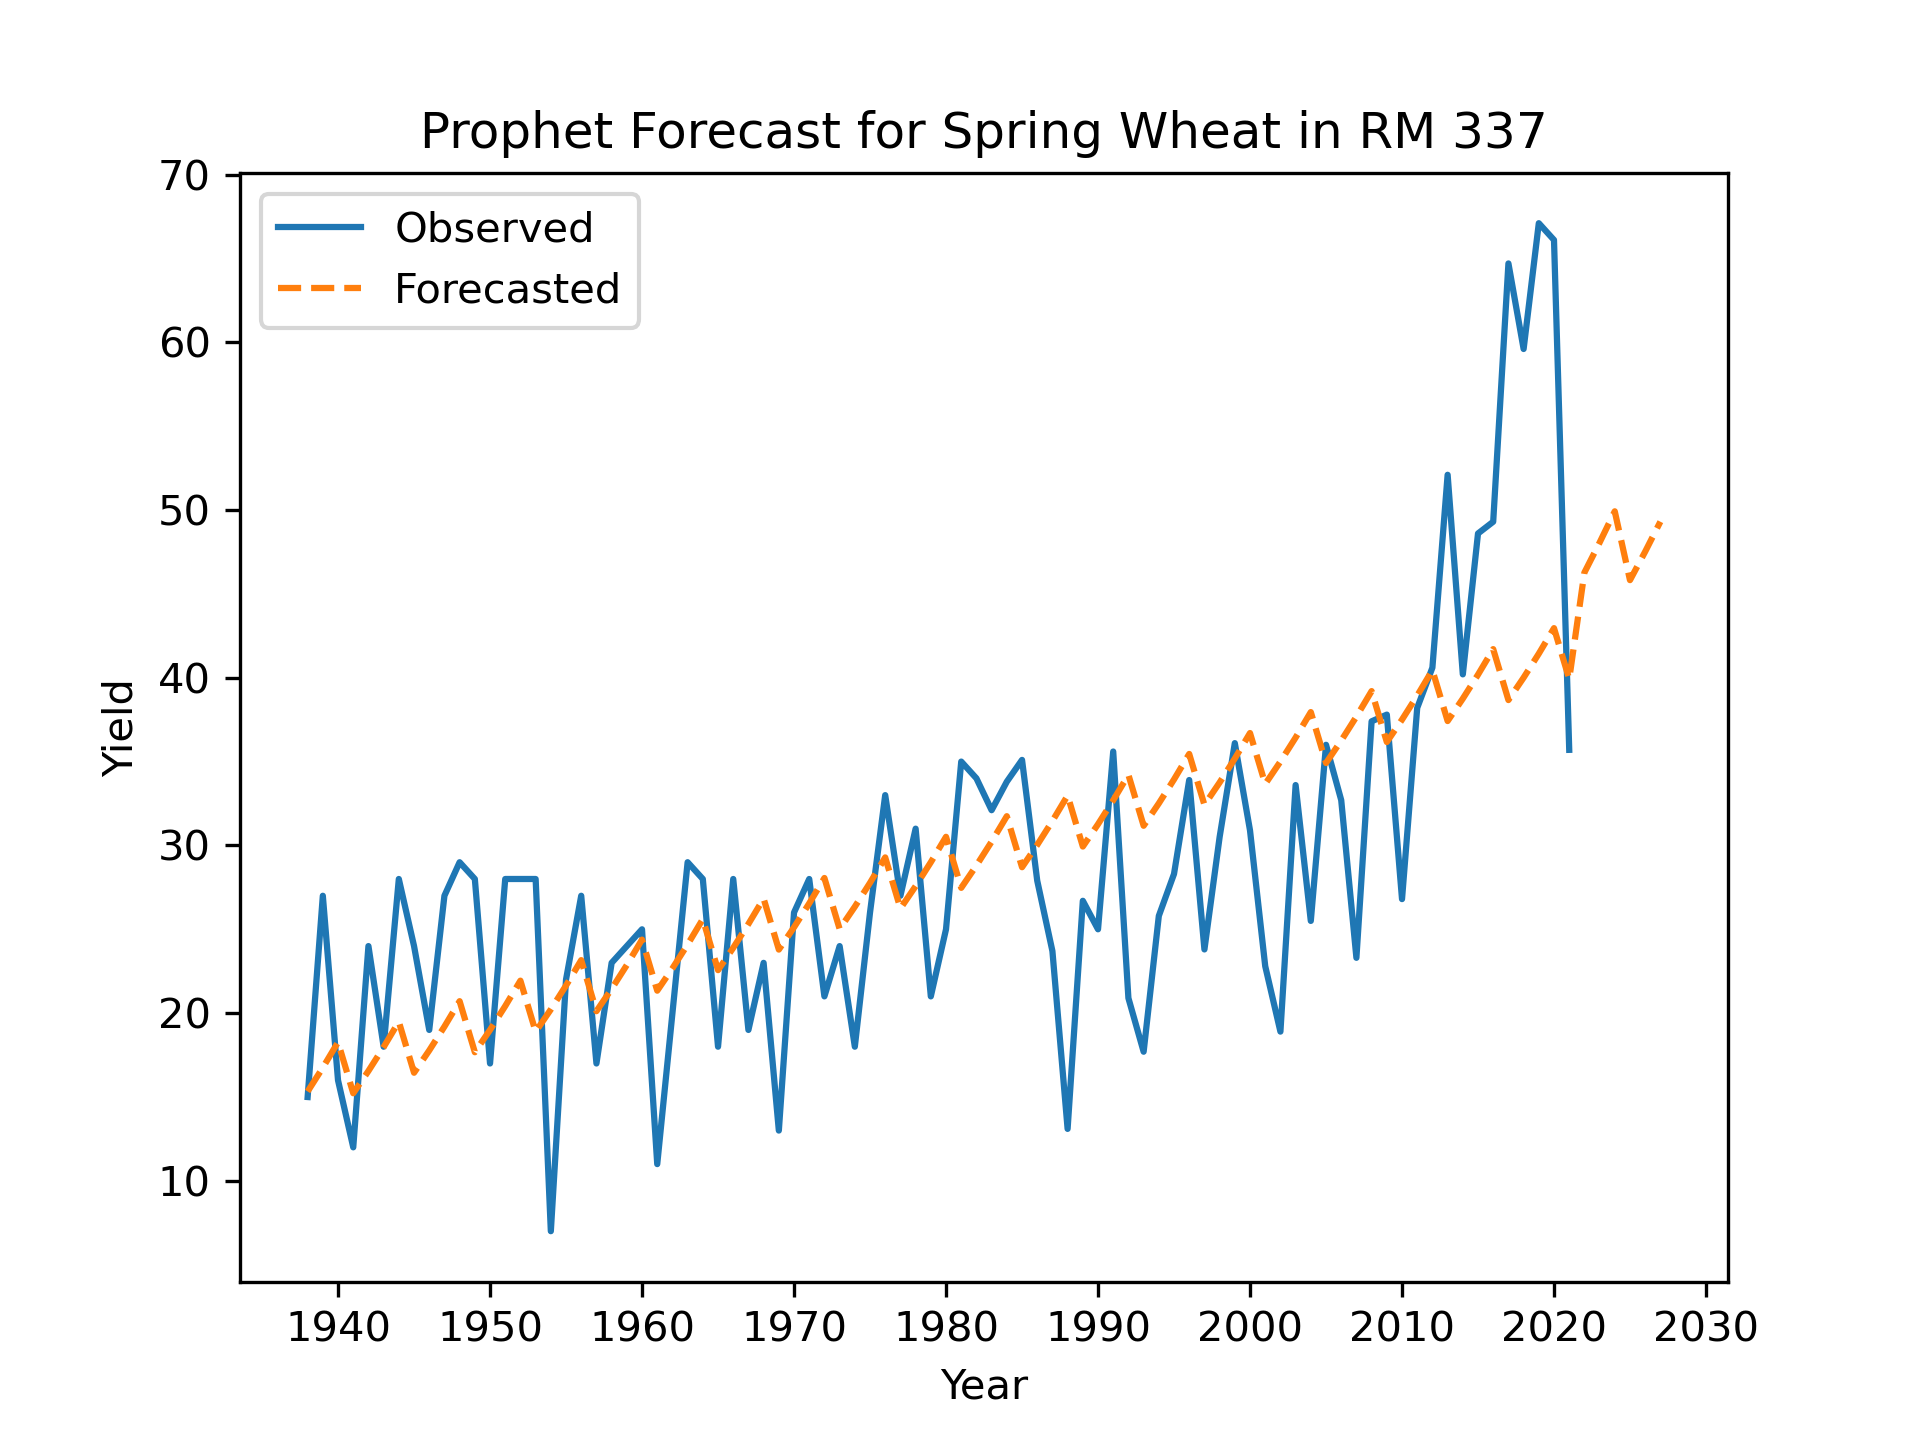 Prophet Forecast for Spring Wheat in RM 337
70
60
50
40
30
20
10
Yield
Observed
Forecasted
1940 1950 1960 1970 1980 1990 2000 2010 2020 2030
Year